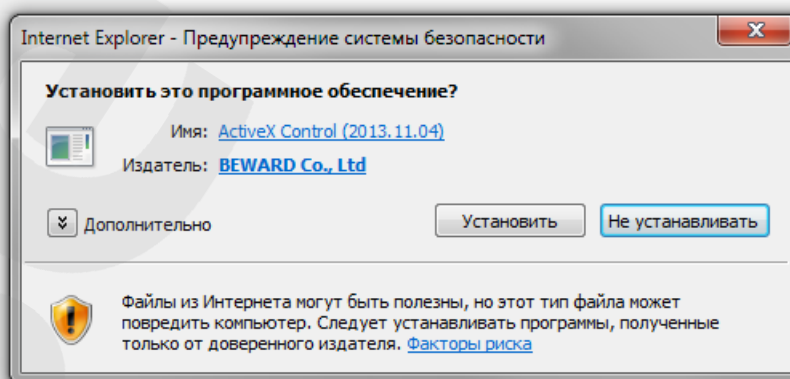 Internet Explorer - Предупреждение системы безопасности
Установить это программное обеспечение?
Имя: ActiveX Control (2013.11.04)
Издатель: BEWARD Co., Ltd
Дополнительно
Установить
Не устанавливать
Файлы из Интернета могут быть полезны, но этот тип файла может
повредить компьютер. Следует устанавливать программы, полученные
только от доверенного издателя. Факторы риска